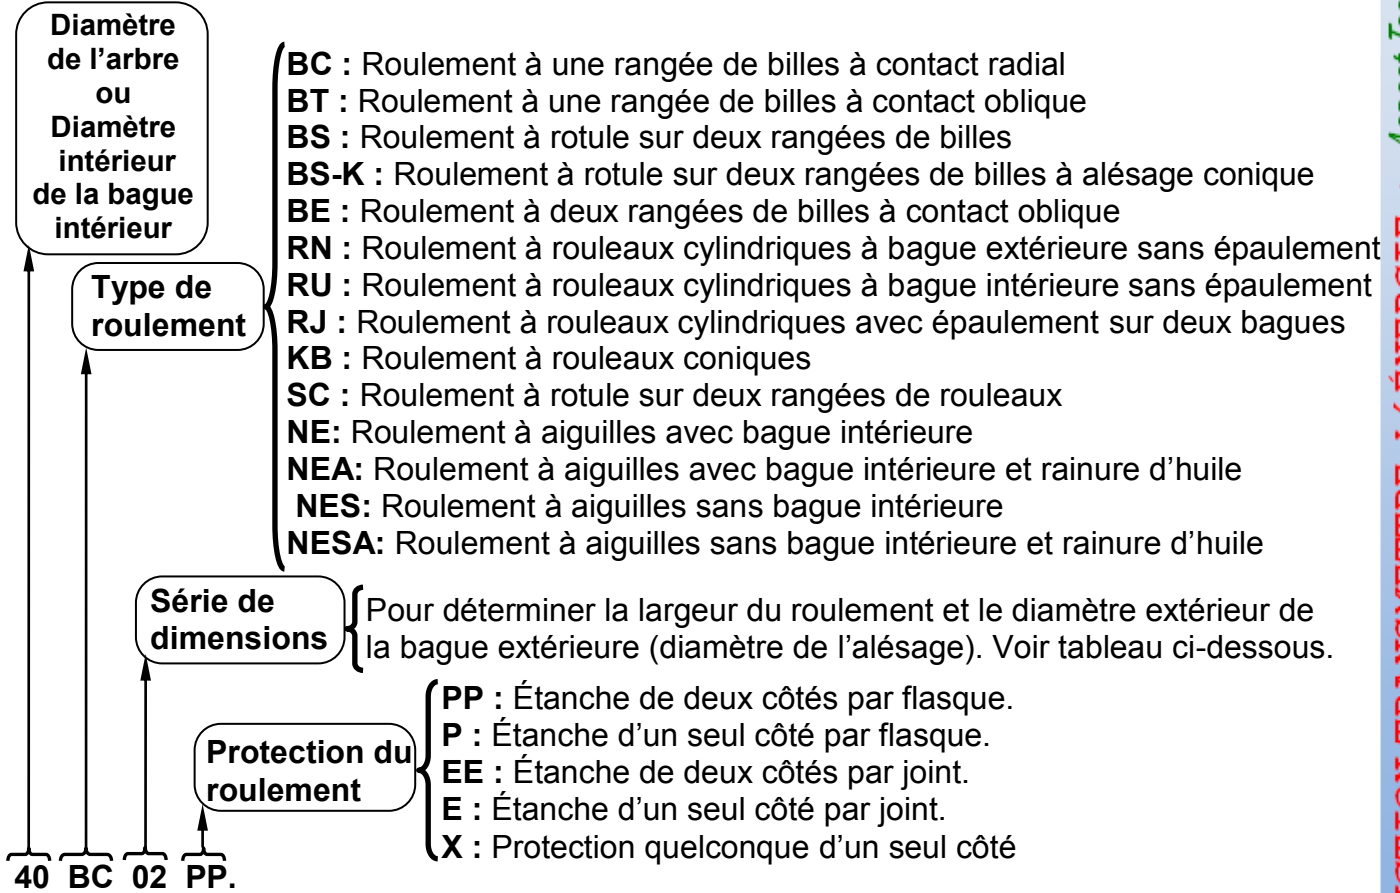 Diamètre
de l’arbre
ou
Diamètre
intérieur
de la bague
intérieur
Type de
roulement
BC : Roulement à une rangée de billes à contact radial
BT : Roulement à une rangée de billes à contact oblique
BS : Roulement à rotule sur deux rangées de billes
BS-K : Roulement à rotule sur deux rangées de billes à alésage conique
BE : Roulement à deux rangées de billes à contact oblique
RN : Roulement à rouleaux cylindriques à bague extérieure sans épaulement
RU : Roulement à rouleaux cylindriques à bague intérieure sans épaulement
RJ : Roulement à rouleaux cylindriques avec épaulement sur deux bagues
KB : Roulement à rouleaux coniques
SC : Roulement à rotule sur deux rangées de rouleaux
NE: Roulement à aiguilles avec bague intérieure
NEA: Roulement à aiguilles avec bague intérieure et rainure d’huile
NES: Roulement à aiguilles sans bague intérieure
NESA: Roulement à aiguilles sans bague intérieure et rainure d’huile
Série de
dimensions
Pour déterminer la largeur du roulement et le diamètre extérieur de
la bague extérieure (diamètre de l’alésage). Voir tableau ci-dessous.
Protection du
roulement
PP : Étanche de deux côtés par flasque.
P : Étanche d’un seul côté par flasque.
EE : Étanche de deux côtés par joint.
E : Étanche d’un seul côté par joint.
X : Protection quelconque d’un seul côté
40 BC 02 PP.